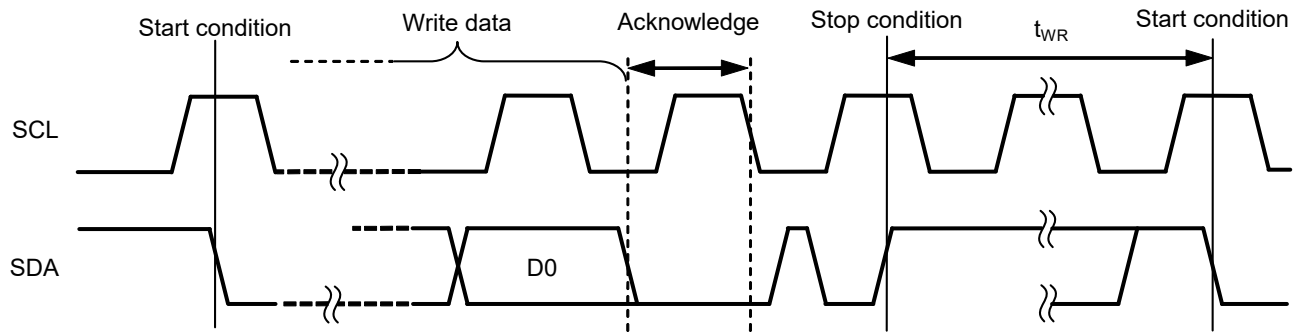 Start condition
Write data
Acknowledge
Stop condition
tWR
Start condition
SCL
SDA
D0